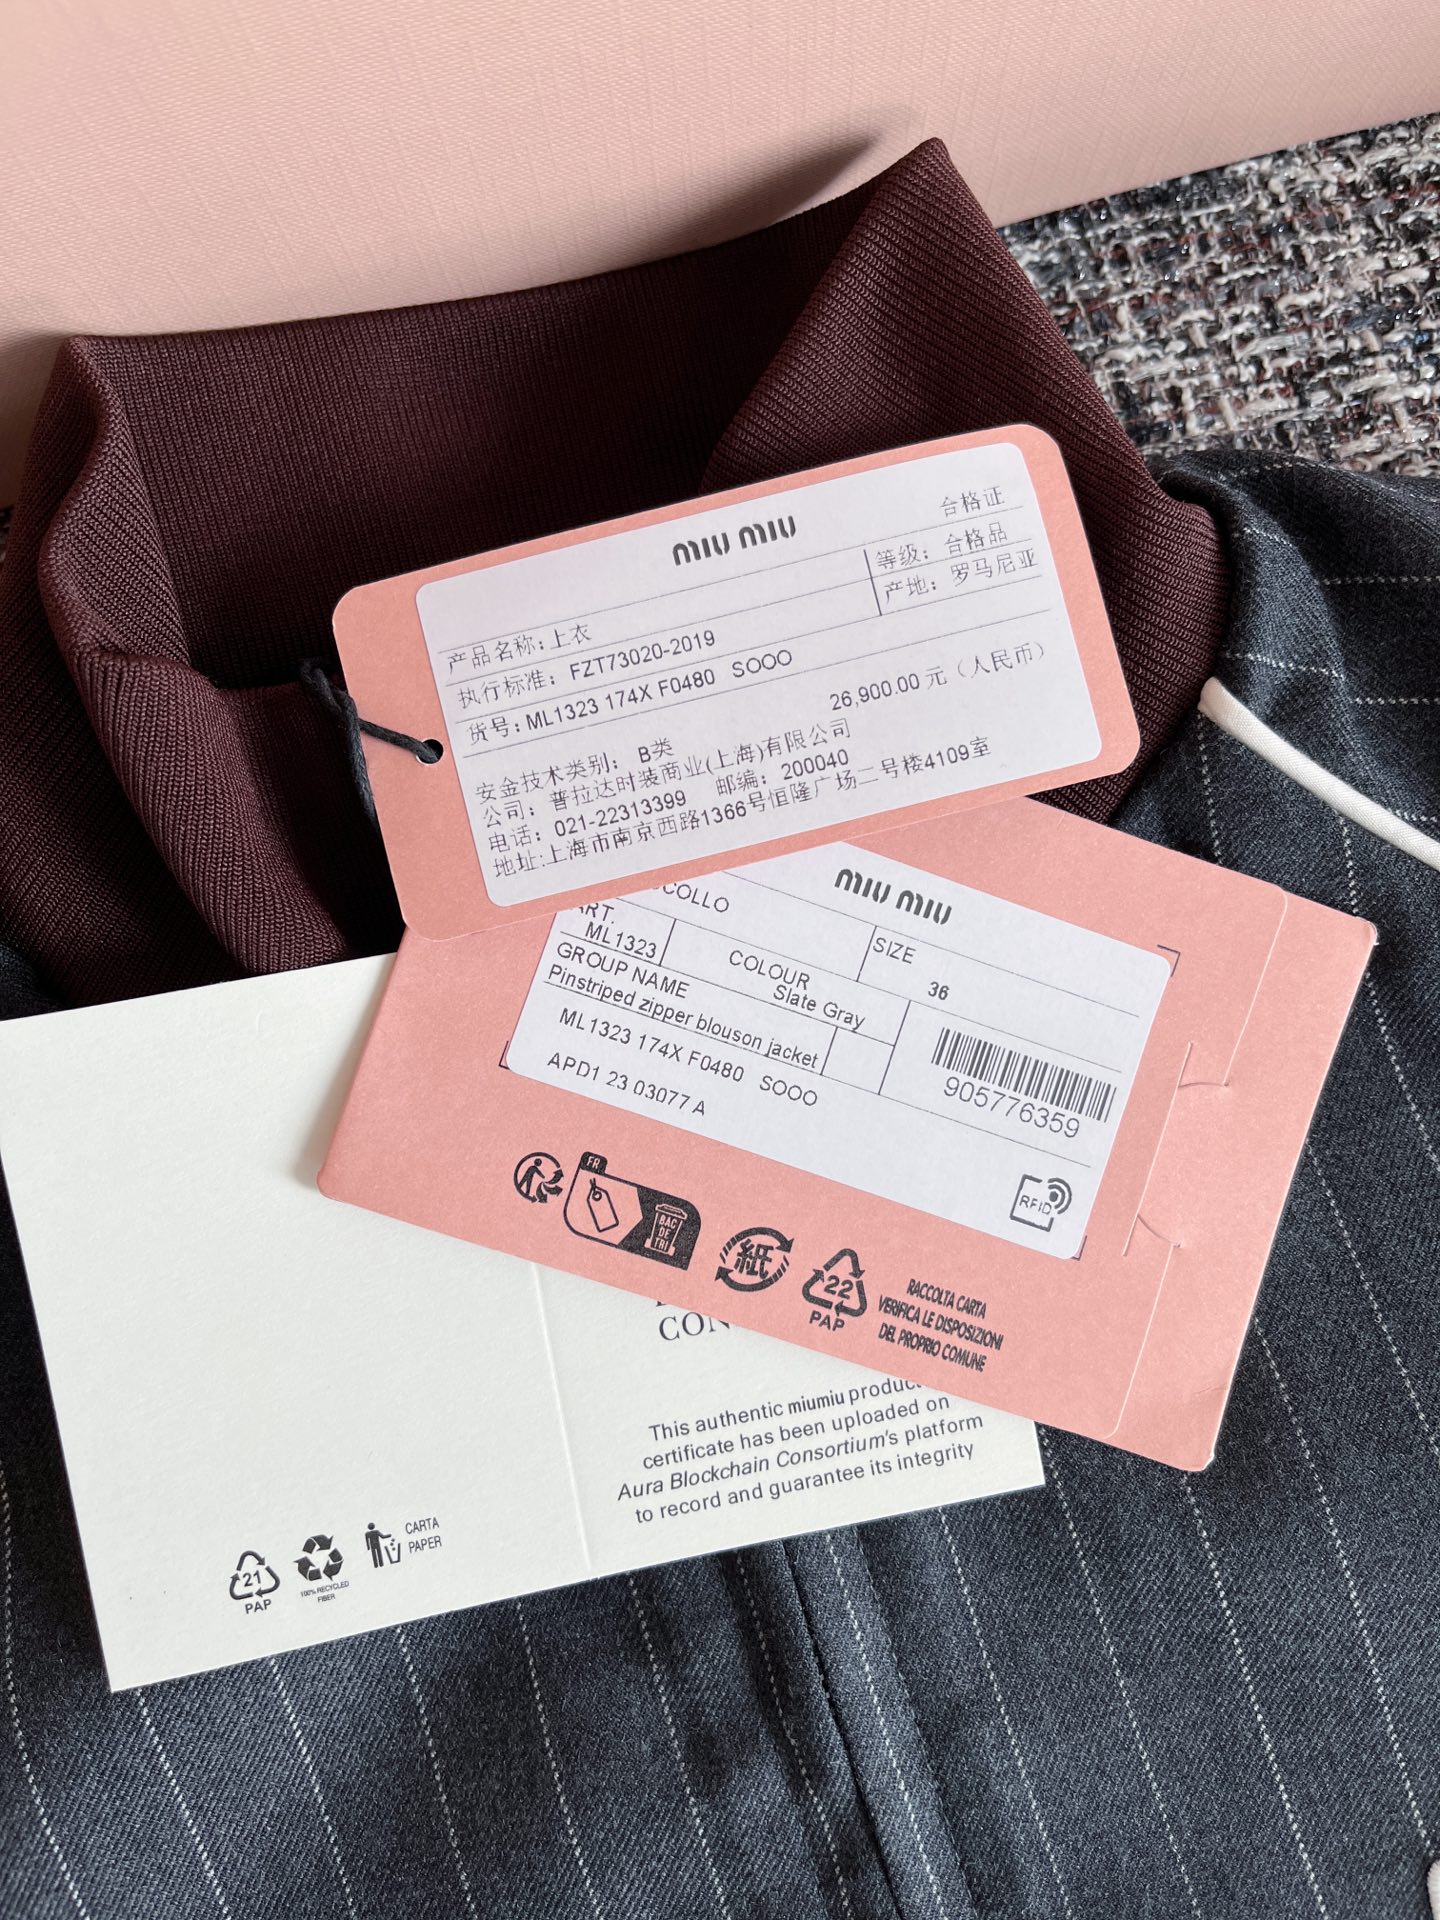 miu miu
合格证
等级: 合格品
产地: 罗马尼亚
产品名称: 上衣
执行标准: FZT73020-2019
货号: ML1323 174X F0480 SOOO
26,900.00 元 (人民币)
安全技术类别: B类
公司: 普拉达时装商业(上海)有限公司
电话: 021-22313399 邮编: 200040
地址:上海市南京西路1366号恒隆广场二号楼4109室
miu miu
COLLO
ART.
ML1323
COLOUR
Slate Gray
SIZE
36
GROUP NAME
Pinstriped zipper blouson jacket
ML1323 174X F0480 SOOO
APD1 23 03077 A
905776359
RFID
FR
BAC
DE
TRI
紙
22
PAP
RACCOLTA CARTA
VERIFICA LE DISPOSIZIONI
DEL PROPRIO COMUNE
CON
This authentic miumiu product
certificate has been uploaded on
Aura Blockchain Consortium's platform
to record and guarantee its integrity
21
PAP
100% RECYCLED
FIBER
CARTA
PAPER